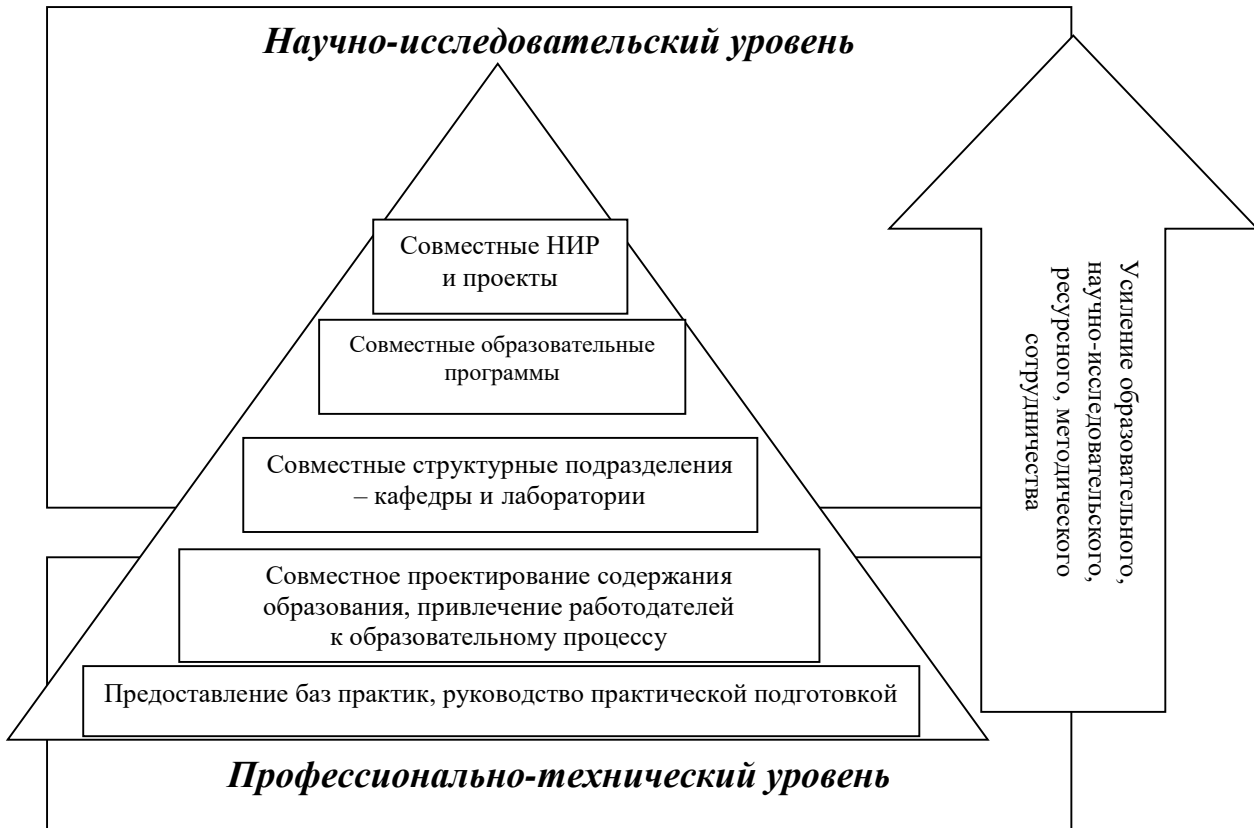 Научно-исследовательский уровень
Совместные НИР
и проекты
Совместные образовательные
программы
Совместные структурные подразделения
– кафедры и лаборатории
Совместное проектирование содержания
образования, привлечение работодателей
к образовательному процессу
Предоставление баз практик, руководство практической подготовкой
Профессионально-технический уровень
Усиление образовательного,
научно-исследовательского,
ресурсного, методического
сотрудничества